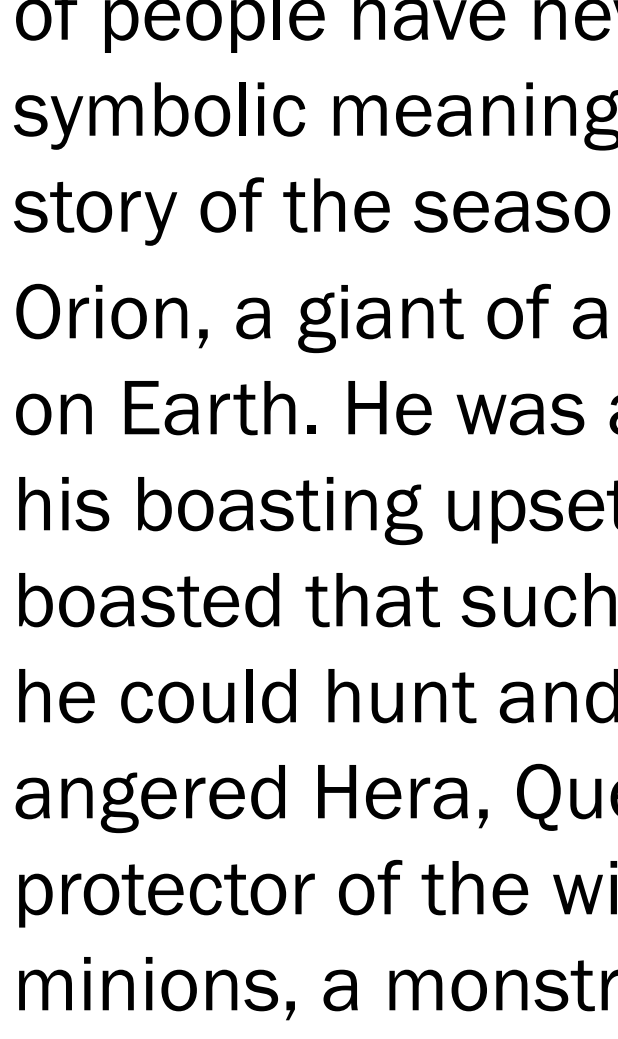 of people have
symbolic meaning
story of the
Orion, a giant of a
on Earth. He was
his boasting upset
boasted that such
he could hunt and
angered Hera,
protector of the
minions, a